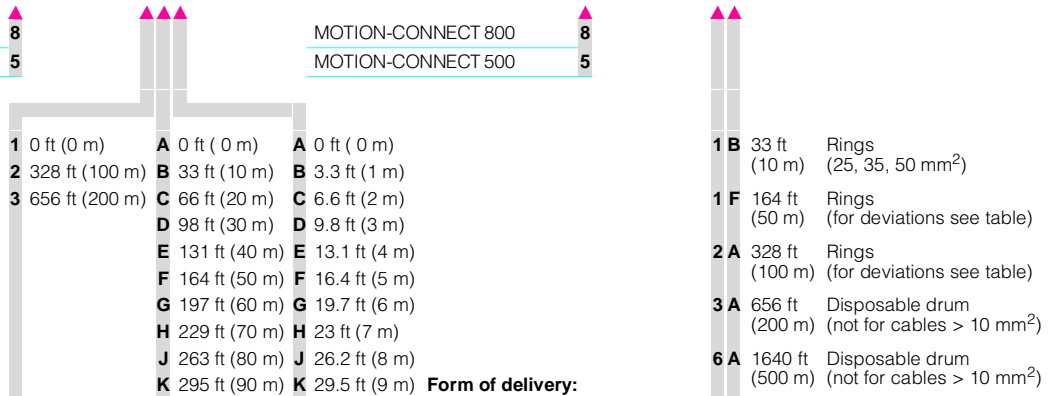 8 MOTION-CONNECT 800 8
5 MOTION-CONNECT 500 5
1 0 ft (0 m) A 0 ft ( 0 m) A 0 ft ( 0 m) 1 B 33 ft Rings
(10 m) (25, 35, 50 mm2)
2 328 ft (100 m) B 33 ft (10 m) B 3.3 ft (1 m)
3 656 ft (200 m) C 66 ft (20 m) C 6.6 ft (2 m) 1 F 164 ft Rings
(50 m) (for deviations see table)
D 98 ft (30 m) D 9.8 ft (3 m)
E 131 ft (40 m) E 13.1 ft (4 m) 2 A 328 ft Rings
(100 m) (for deviations see table)
F 164 ft (50 m) F 16.4 ft (5 m)
G 197 ft (60 m) G 19.7 ft (6 m) 3 A 656 ft Disposable drum
(200 m) (not for cables > 10 mm2)
H 229 ft (70 m) H 23 ft (7 m)
J 263 ft (80 m) J 26.2 ft (8 m) 6 A 1640 ft Disposable drum
(500 m) (not for cables > 10 mm2)
K 295 ft (90 m) K 29.5 ft (9 m) Form of delivery: